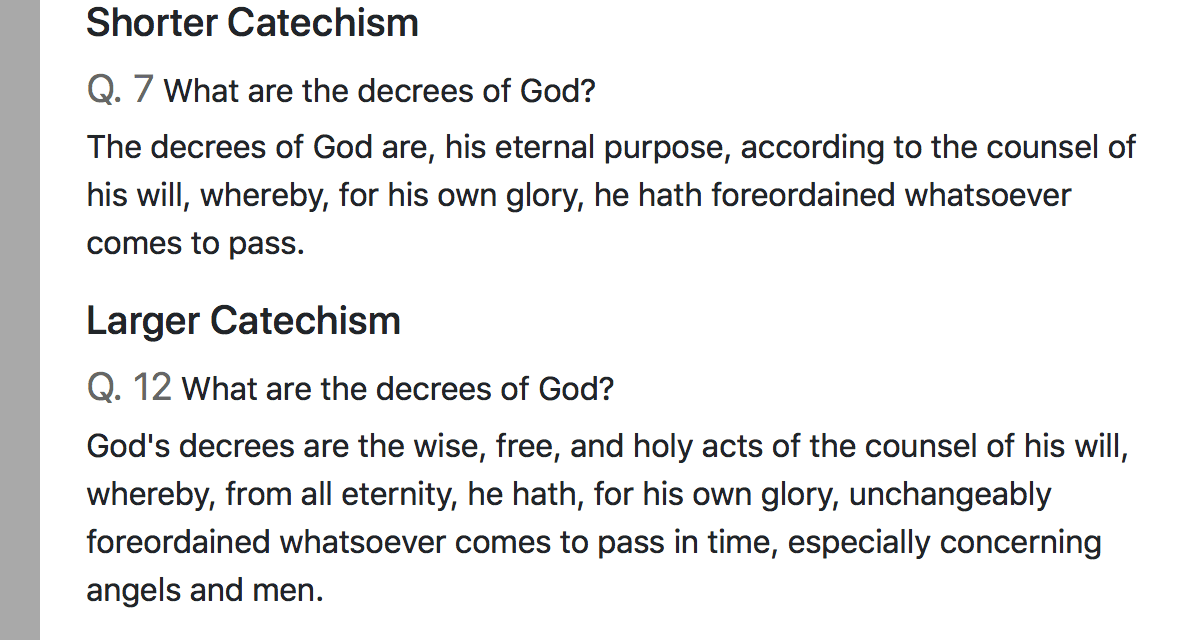 Shorter Catechism
Q. 7 What are the decrees of God?
The decrees of God are, his eternal purpose, according to the counsel of
his will, whereby, for his own glory, he hath foreordained whatsoever
comes to pass.
Larger Catechism
Q. 12 What are the decrees of God?
God's decrees are the wise, free, and holy acts of the counsel of his will,
whereby, from all eternity, he hath, for his own glory, unchangeably
foreordained whatsoever comes to pass in time, especially concerning
angels and men.